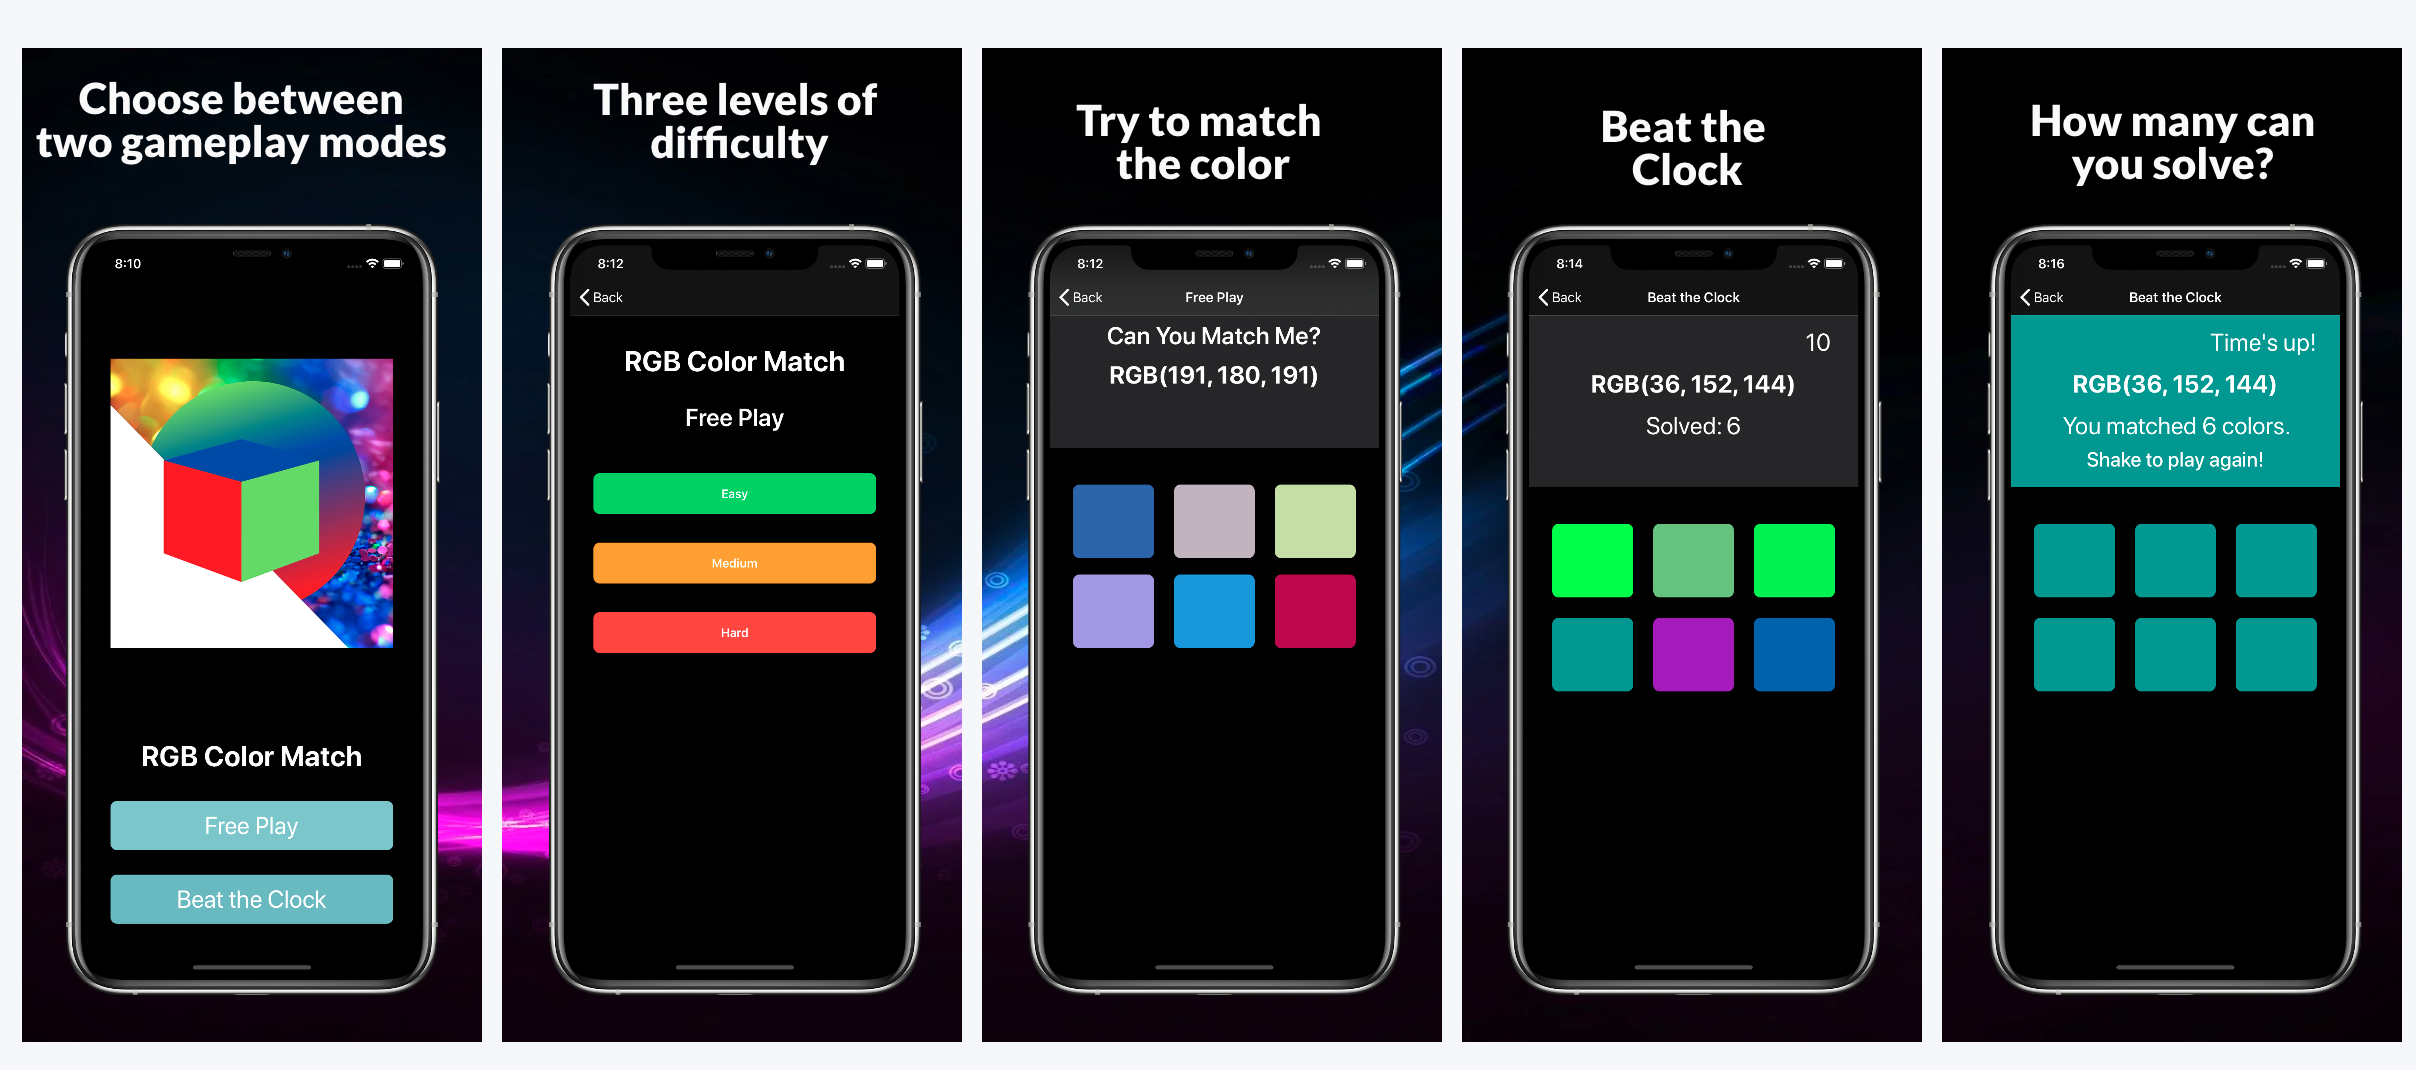 Choose between
two gameplay modes
8:10
RGB Color Match
Free Play
Beat the Clock
Three levels of
difficulty
8:12
Back
RGB Color Match
Free Play
Easy
Medium
Hard
Try to match
the color
8:12
Back Free Play
Can You Match Me?
RGB(191, 180, 191)
Beat the
Clock
8:14
Back Beat the Clock
10
RGB(36, 152, 144)
Solved: 6
How many can
you solve?
8:16
Back Beat the Clock
Time's up!
RGB(36, 152, 144)
You matched 6 colors.
Shake to play again!